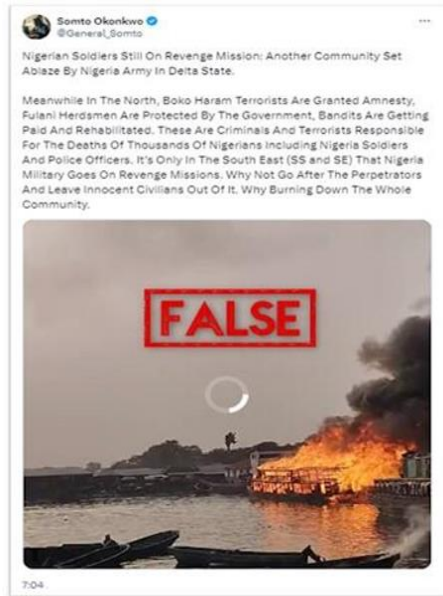 Somto Okonkwo
@General_Somto
Nigerian Soldiers Still On Revenge Mission: Another Community Set
Ablaze By Nigeria Army In Delta State.
Meanwhile In The North, Boko Haram Terrorists Are Granted Amnesty,
Fulani Herdsmen Are Protected By The Government, Bandits Are Getting
Paid And Rehabilitated. These Are Criminals And Terrorists Responsible
For The Deaths Of Thousands Of Nigerians Including Nigeria Soldiers
And Police Officers. It's Only In The South East (SS and SE) That Nigeria
Military Goes On Revenge Missions. Why Not Go After The Perpetrators
And Leave Innocent Civilians Out Of It. Why Burning Down The Whole
Community.
FALSE
7:04